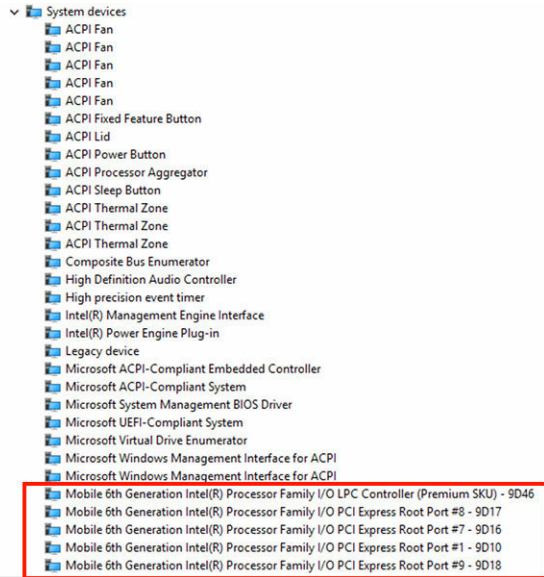 System devices
ACPI Fan
ACPI Fan
ACPI Fan
ACPI Fan
ACPI Fan
ACPI Fixed Feature Button
ACPI Lid
ACPI Power Button
ACPI Processor Aggregator
ACPI Sleep Button
ACPI Thermal Zone
ACPI Thermal Zone
ACPI Thermal Zone
Composite Bus Enumerator
High Definition Audio Controller
High precision event timer
Intel(R) Management Engine Interface
Intel(R) Power Engine Plug-in
Legacy device
Microsoft ACPI-Compliant Embedded Controller
Microsoft ACPI-Compliant System
Microsoft System Management BIOS Driver
Microsoft UEFI-Compliant System
Microsoft Virtual Drive Enumerator
Microsoft Windows Management Interface for ACPI
Microsoft Windows Management Interface for ACPI
Mobile 6th Generation Intel(R) Processor Family I/O LPC Controller (Premium SKU) - 9D46
Mobile 6th Generation Intel(R) Processor Family I/O PCI Express Root Port #8 - 9D17
Mobile 6th Generation Intel(R) Processor Family I/O PCI Express Root Port #7 - 9D16
Mobile 6th Generation Intel(R) Processor Family I/O PCI Express Root Port #1 - 9D10
Mobile 6th Generation Intel(R) Processor Family I/O PCI Express Root Port #9 - 9D18